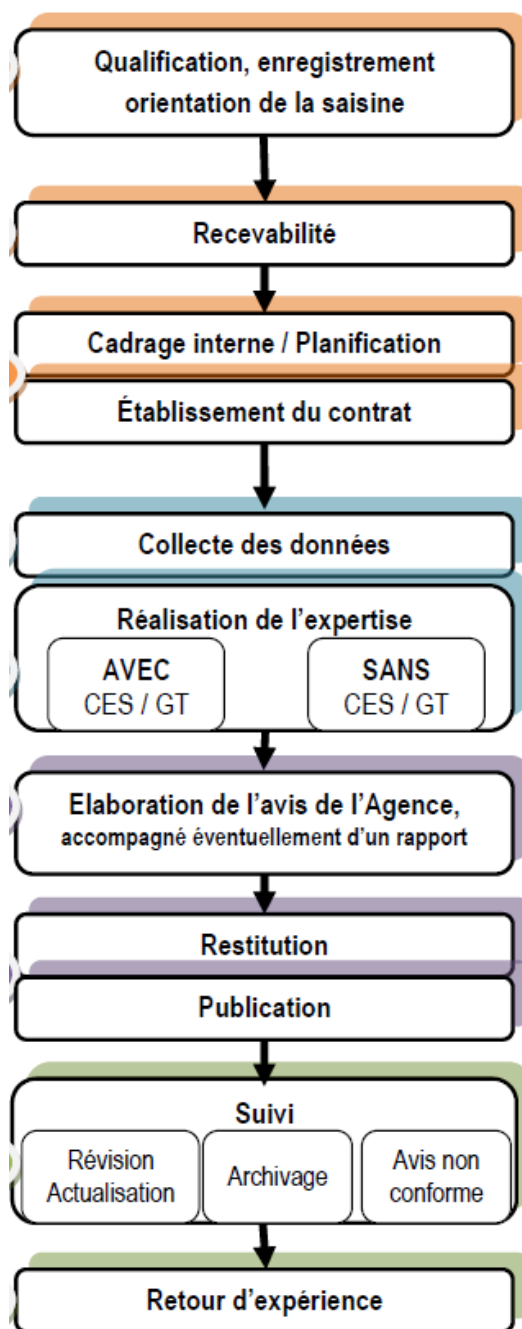 Qualification, enregistrement
orientation de la saisine
Recevabilité
Cadrage interne / Planification
Établissement du contrat
Collecte des données
Réalisation de l'expertise
AVEC
CES / GT
SANS
CES / GT
Elaboration de l'avis de l'Agence,
accompagné éventuellement d'un rapport
Restitution
Publication
Suivi
Révision
Actualisation
Archivage
Avis non
conforme
Retour d'expérience